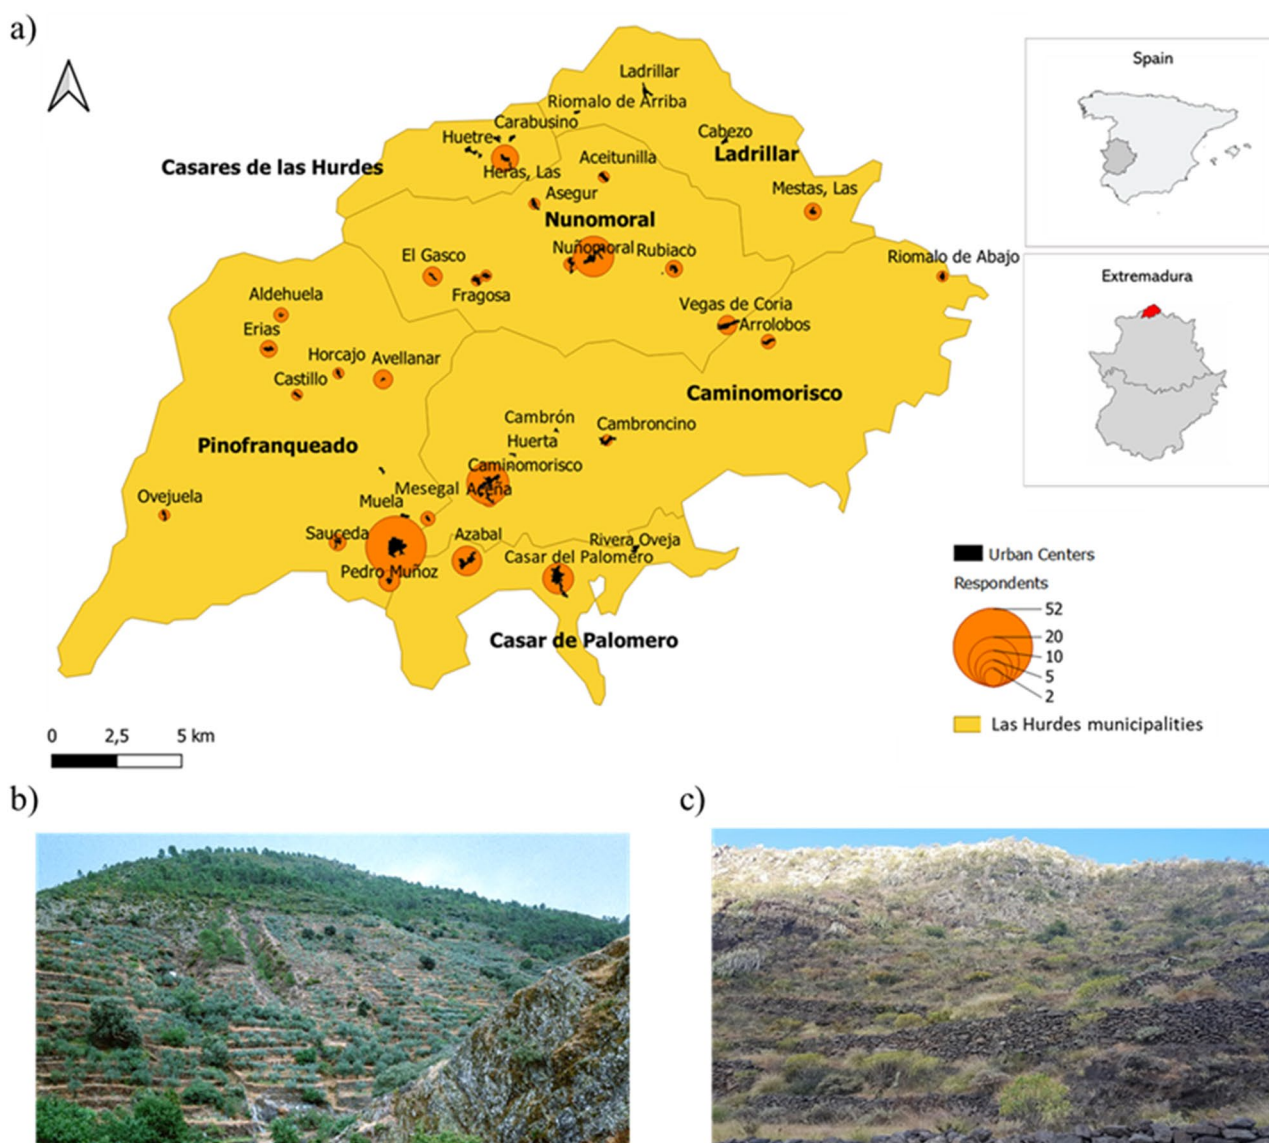 a)
Spain
Ladrillar
Riomalo de Arriba
Carabusino
Huetre
Cabezo
Ladrillar
Casares de las Hurdes
Heras, Las
Aceitunilla
Mestas, Las
Asegur
Nunomoral
Nuñomoral
Rubiaco
El Gasco
Riomalo de Abajo
Extremadura
Fragosa
Aldehuela
Vegas de Coria
Erias
Arrolobos
Horcajo
Avellanar
Castillo
Caminomorisco
Cambrón
Cambroncino
Pinofranqueado
Huerta
Caminomorisco
Mesegal
Aceña
Ovejuela
Muela
Sauceda
Azabal
Rivera Oveja
Casar del Palomero
Pedro Muñoz
Casar de Palomero
Urban Centers
Respondents
52
20
10
5
2
Las Hurdes municipalities
0 2,5 5 km
b)
c)